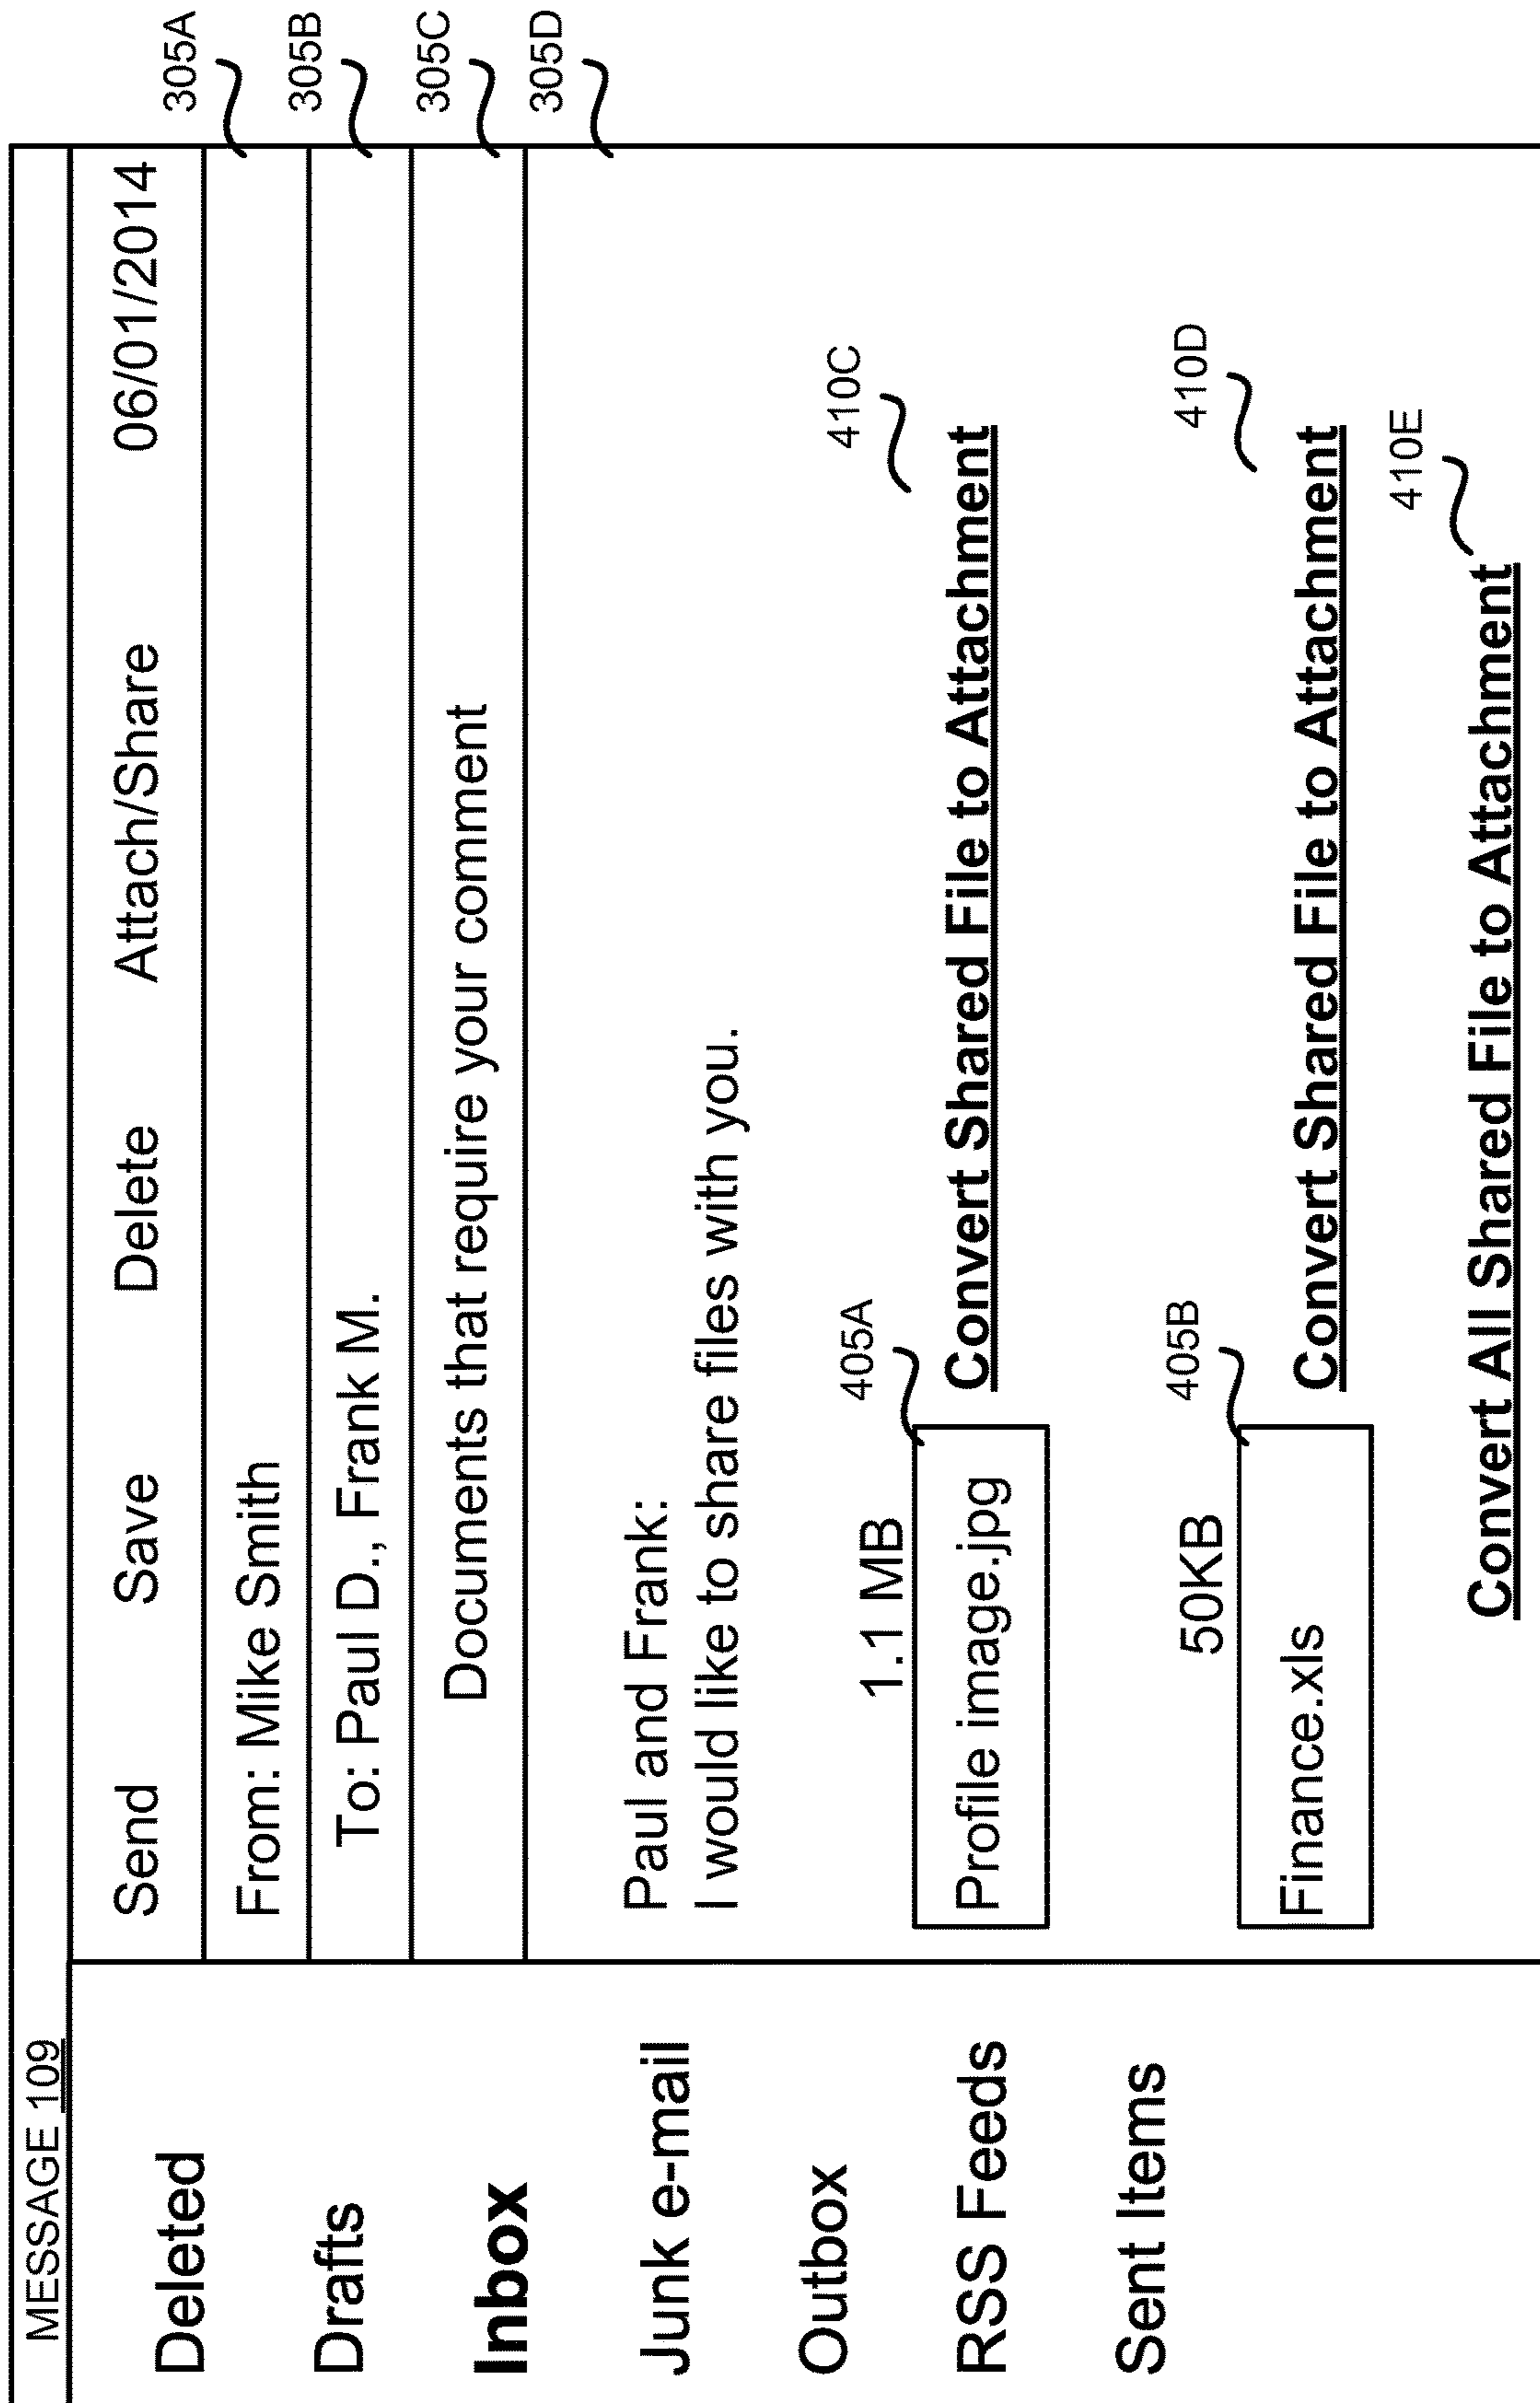 MESSAGE 109
Deleted
Drafts
Inbox
Junk e-mail
Outbox
RSS Feeds
Sent Items
Send Save Delete Attach/Share 06/01/2014
From: Mike Smith
305A
To: Paul D., Frank M.
305B
Documents that require your comment
305C
305D
Paul and Frank:
I would like to share files with you.
1.1 MB
405A
410C
Profile image.jpg
Convert Shared File to Attachment
50KB
405B
410D
Finance.xls
Convert Shared File to Attachment
410E
Convert All Shared File to Attachment